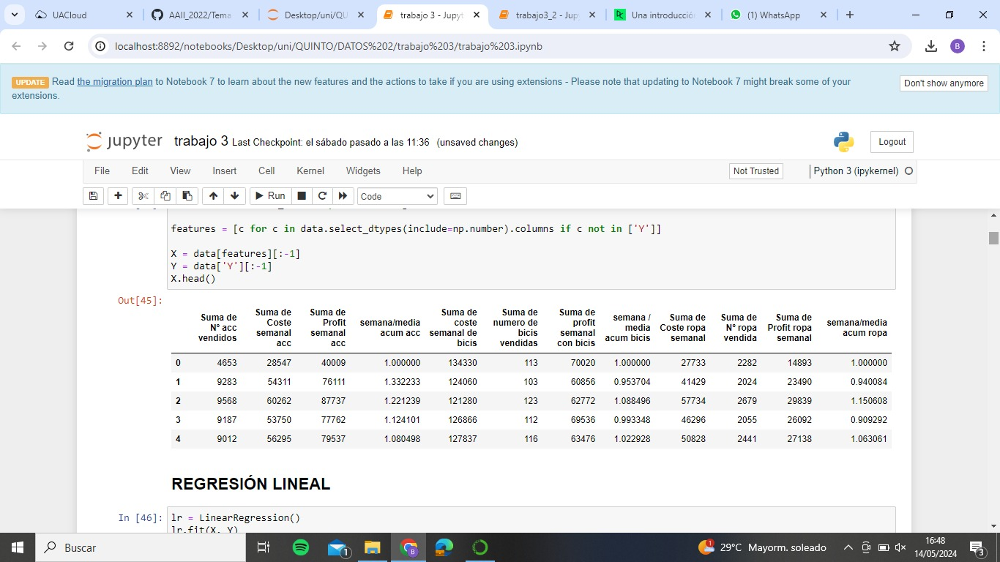 UACloud
AAII_2022/Tema
Desktop/uni/QU
trabajo 3 - Jupyt
trabajo3_2 - Jup
Una introducció
(1) WhatsApp
localhost:8892/notebooks/Desktop/uni/QUINTO/DATOS%202/trabajo%203/trabajo%203.ipynb
B
UPDATE Read the migration plan to Notebook 7 to learn about the new features and the actions to take if you are using extensions - Please note that updating to Notebook 7 might break some of your
extensions.
Don't show anymore
jupyter trabajo 3 Last Checkpoint: el sábado pasado a las 11:36 (unsaved changes)
Logout
File Edit View Insert Cell Kernel Widgets Help
Not Trusted
Python 3 (ipykernel)
Run
Code
features = [c for c in data.select_dtypes(include=np.number).columns if c not in ['Y']]
X = data[features][:-1]
Y = data['Y'][:-1]
X.head()
Out[45]:
Suma de Nº acc vendidos Suma de Coste semanal acc Suma de Profit semanal acc semana/media acum acc Suma de coste semanal de bicis Suma de numero de bicis vendidas Suma de profit semanal con bicis semana / media acum bicis Suma de Coste ropa semanal Suma de Nº ropa vendida Suma de Profit ropa semanal semana/media acum ropa
0 4653 28547 40009 1.000000 134330 113 70020 1.000000 27733 2282 14893 1.000000
1 9283 54311 76111 1.332233 124060 103 60856 0.953704 41429 2024 23490 0.940084
2 9568 60262 87737 1.221239 121280 123 62772 1.088496 57734 2679 29839 1.150608
3 9187 53750 77762 1.124101 126866 112 69536 0.993348 46296 2055 26092 0.909292
4 9012 56295 79537 1.080498 127837 116 63476 1.022928 50828 2441 27138 1.063061
REGRESIÓN LINEAL
In [46]: lr = LinearRegression()
lr.fit(X, Y)
Buscar
1
B
1
29°C Mayorm. soleado
16:48
14/05/2024
3